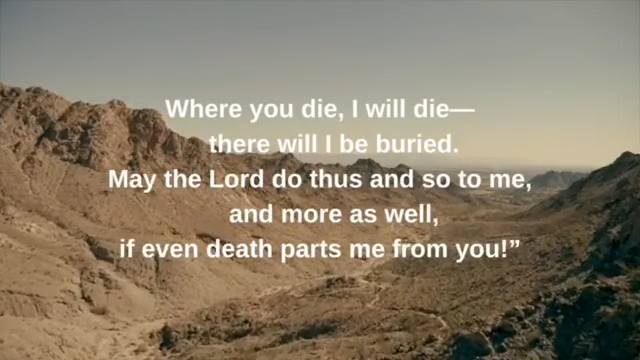 Where you die, I will die—
there will I be buried.
May the Lord do thus and so to me,
and more as well,
if even death parts me from you!”